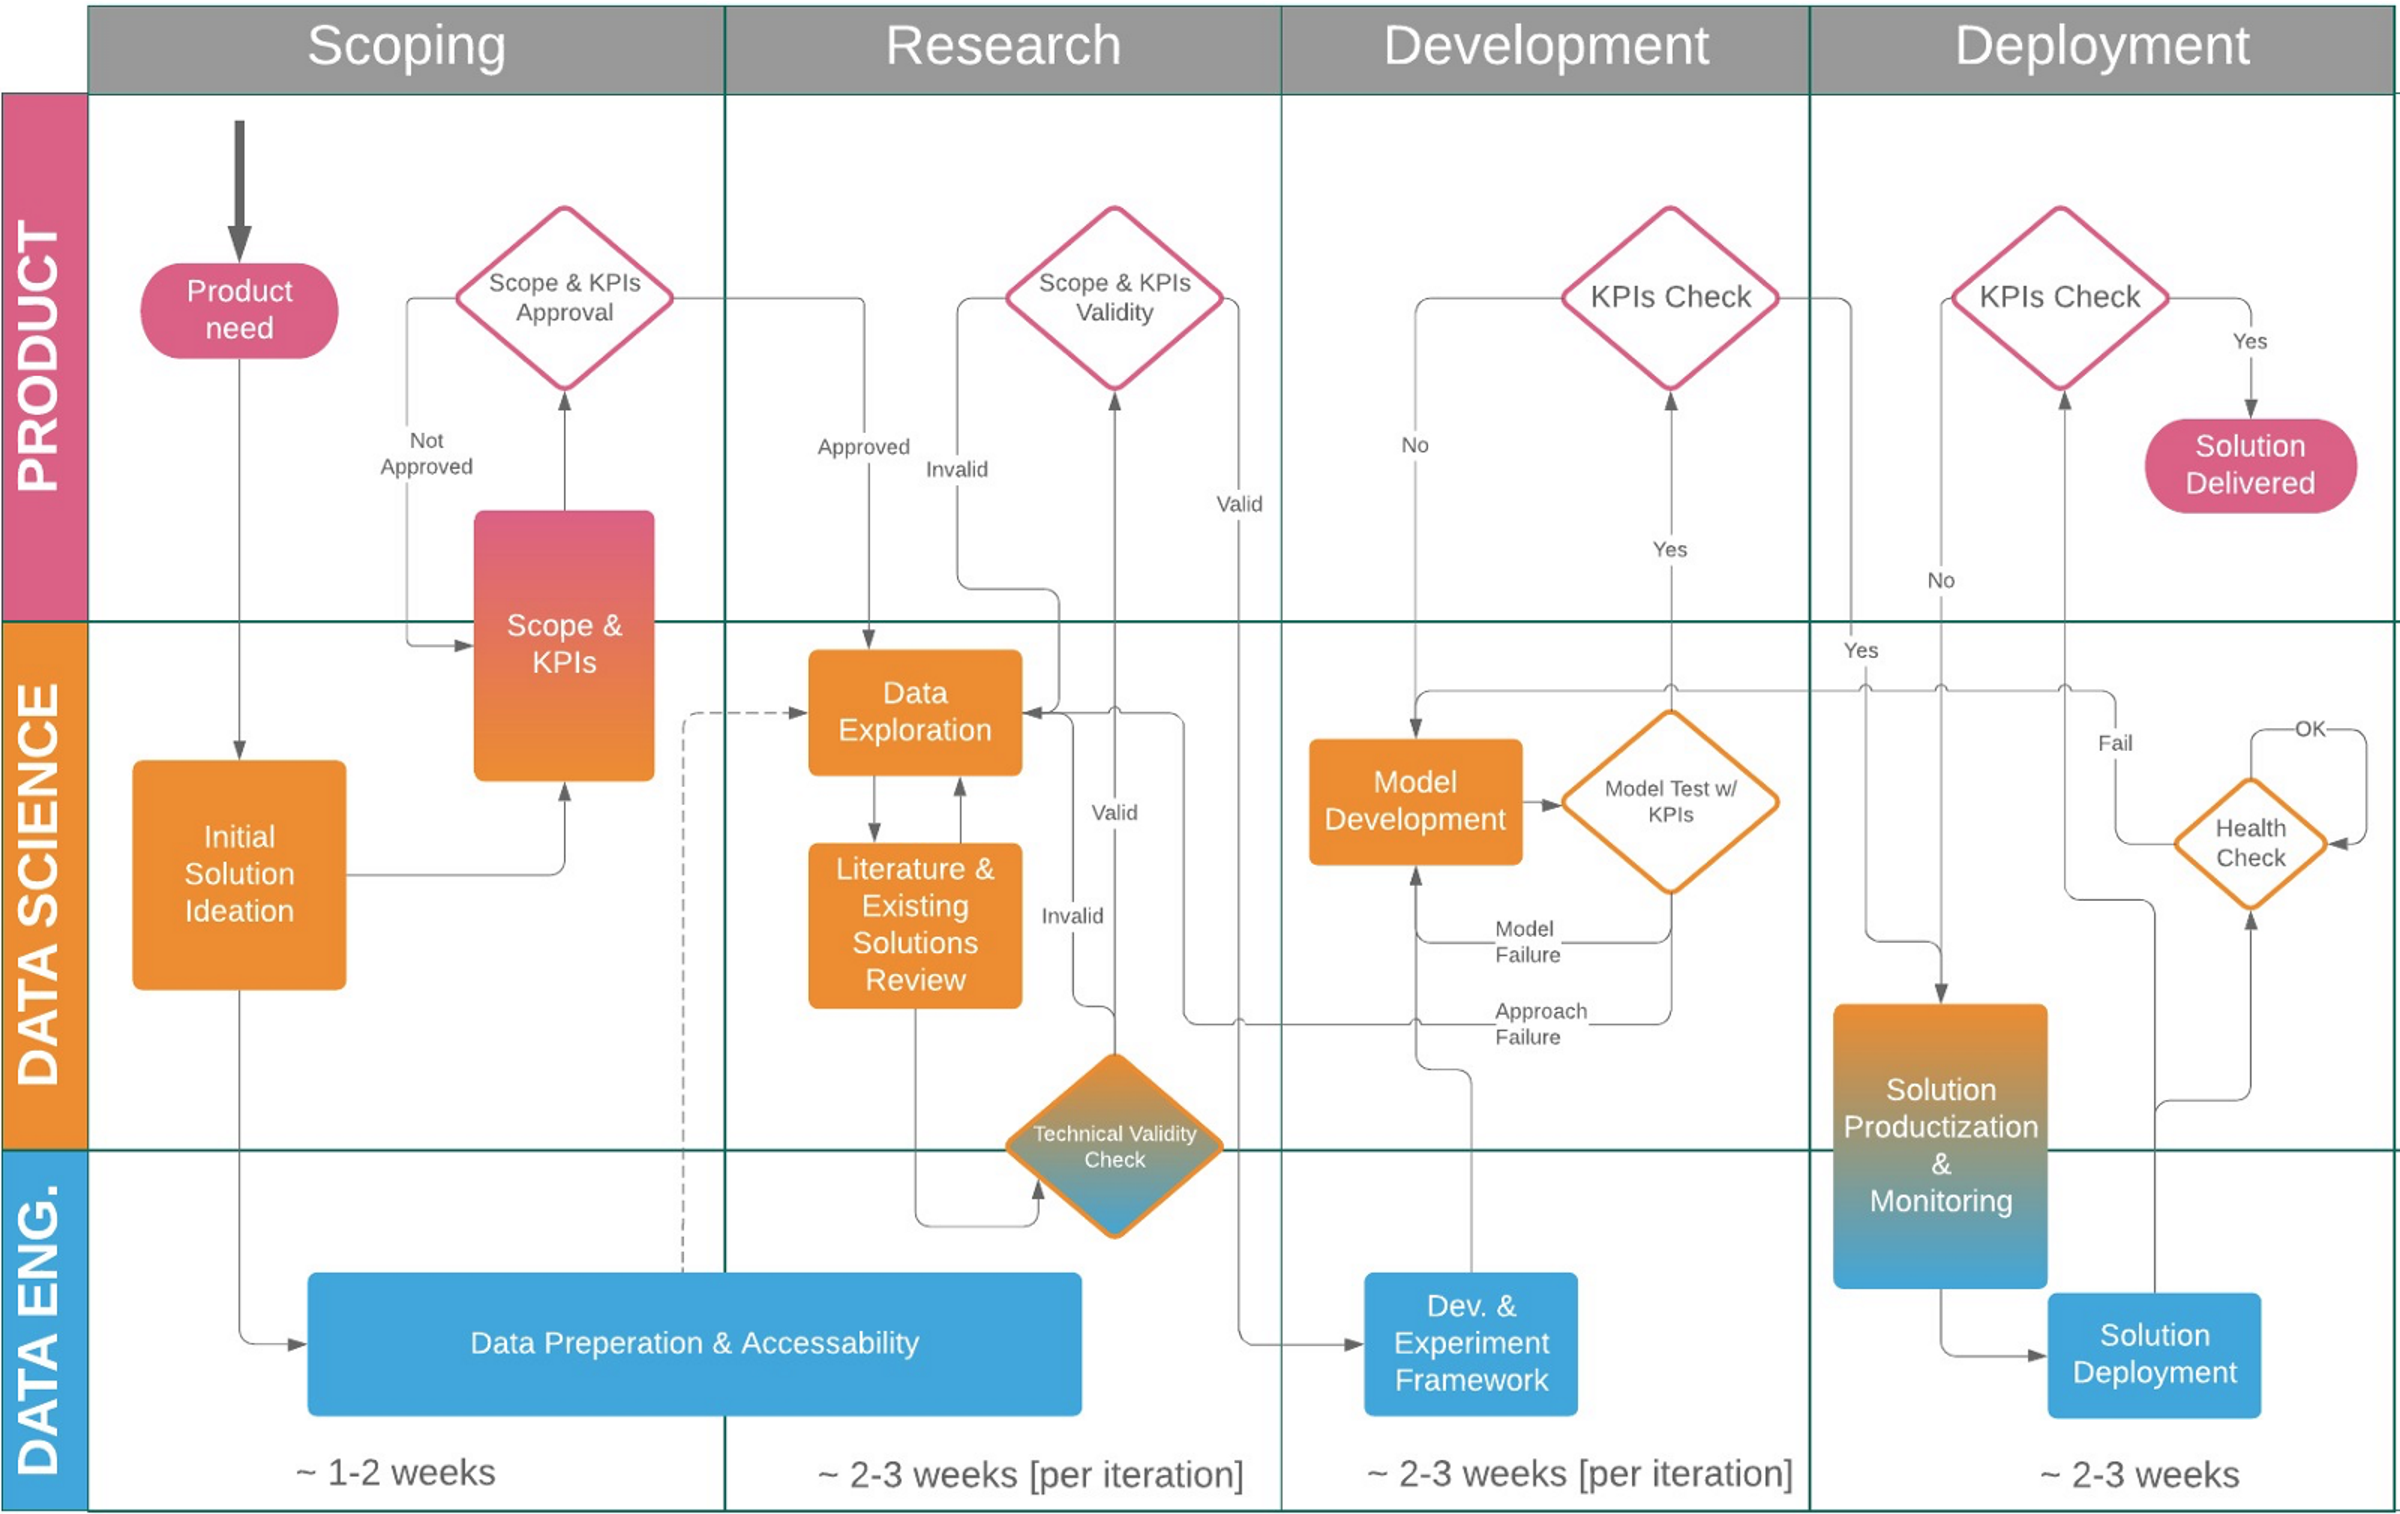 Scoping
Research
Development
Deployment
PRODUCT
Product
need
Scope & KPIs
Approval
Not
Approved
Approved
Scope &
KPIs
Scope & KPIs
Validity
Invalid
Valid
KPIs Check
No
Yes
Yes
KPIs Check
Yes
No
Solution
Delivered
DATA SCIENCE
Initial
Solution
Ideation
Data
Exploration
Literature &
Existing
Solutions
Review
Valid
Invalid
Technical Validity
Check
Model
Development
Model Test w/
KPIs
Model
Failure
Approach
Failure
Fail
OK
Health
Check
Solution
Productization
&
Monitoring
DATA ENG.
Data Preperation & Accessability
Dev. &
Experiment
Framework
Solution
Deployment
~ 1-2 weeks
~ 2-3 weeks [per iteration]
~ 2-3 weeks [per iteration]
~ 2-3 weeks